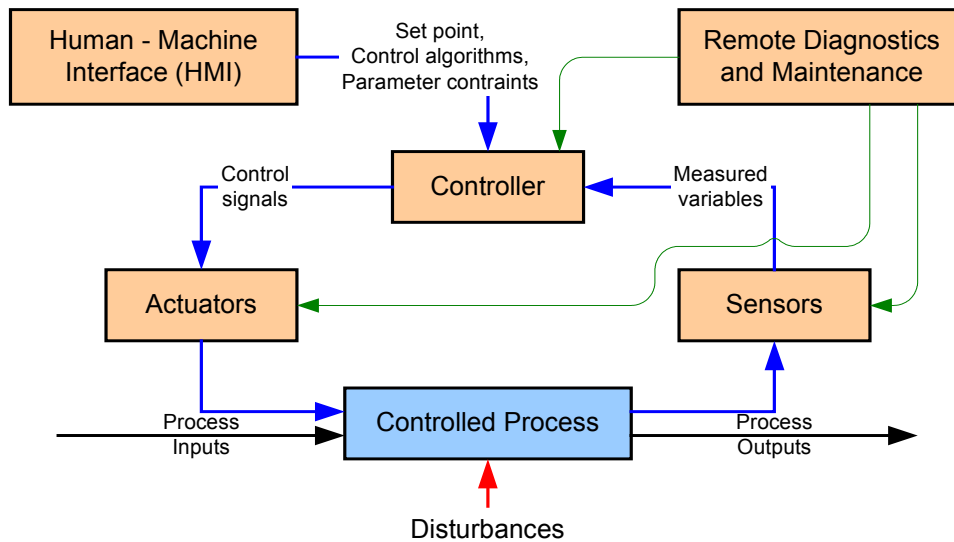 Human - Machine
Interface (HMI)
Set point,
Control algorithms,
Parameter contraints
Remote Diagnostics
and Maintenance
Control
signals
Controller
Measured
variables
Actuators
Sensors
Process
Inputs
Controlled Process
Process
Outputs
Disturbances